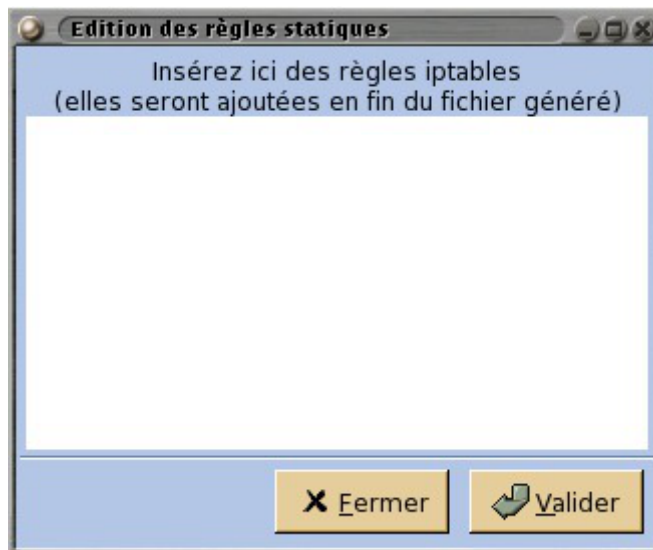 Edition des règles statiques
Insérez ici des règles iptables
(elles seront ajoutées en fin du fichier généré)
Fermer
Valider